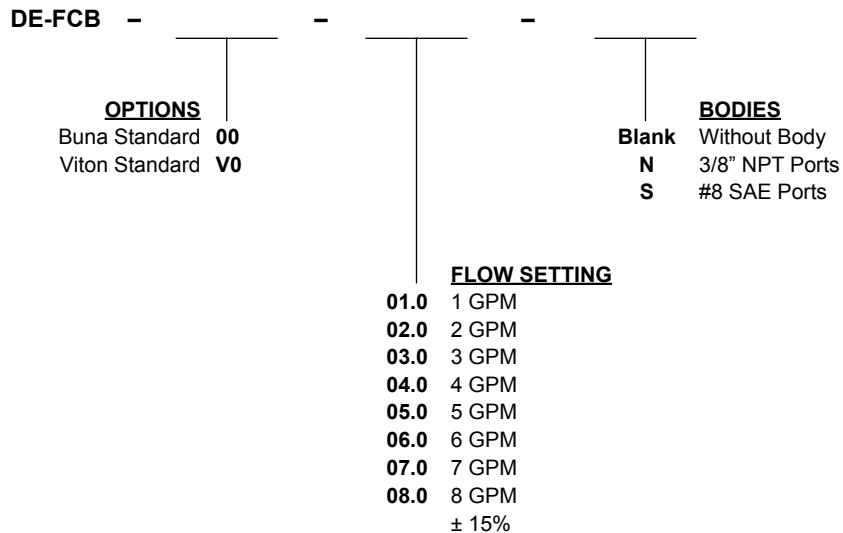 DE-FCB – – –
OPTIONS
Buna Standard 00
Viton Standard V0
BODIES
Blank Without Body
N 3/8” NPT Ports
S #8 SAE Ports
FLOW SETTING
01.0 1 GPM
02.0 2 GPM
03.0 3 GPM
04.0 4 GPM
05.0 5 GPM
06.0 6 GPM
07.0 7 GPM
08.0 8 GPM
± 15%